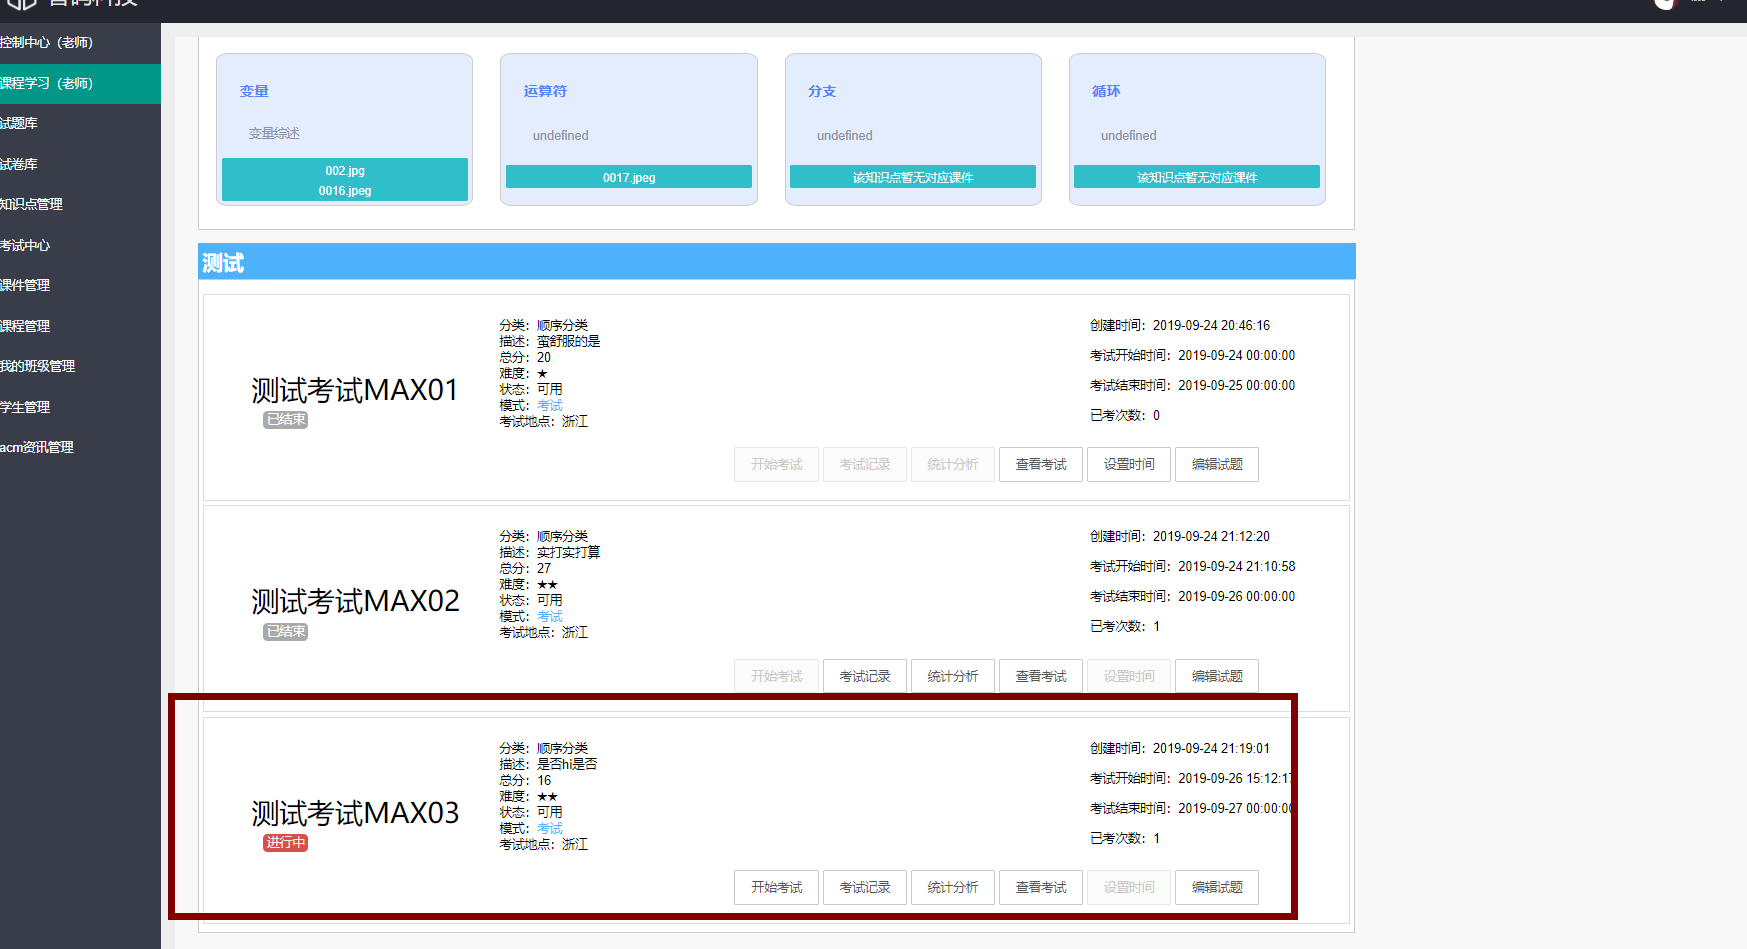 控制中心（老师）
课程学习（老师）
试题库
试卷库
知识点管理
考试中心
课件管理
课程管理
我的班级管理
学生管理
acm资讯管理
变量
变量综述
002.jpg
0016.jpeg
运算符
undefined
0017.jpeg
分支
undefined
该知识点暂无对应课件
循环
undefined
该知识点暂无对应课件
测试
测试考试MAX01
已结束
分类：顺序分类
描述：蛮舒服的是
总分：20
难度：★
状态：可用
模式：考试
考试地点：浙江
创建时间：2019-09-24 20:46:16
考试开始时间：2019-09-24 00:00:00
考试结束时间：2019-09-25 00:00:00
已考次数：0
开始考试 考试记录 统计分析 查看考试 设置时间 编辑试题
测试考试MAX02
已结束
分类：顺序分类
描述：实打实打算
总分：27
难度：★★
状态：可用
模式：考试
考试地点：浙江
创建时间：2019-09-24 21:12:20
考试开始时间：2019-09-24 21:10:58
考试结束时间：2019-09-26 00:00:00
已考次数：1
开始考试 考试记录 统计分析 查看考试 设置时间 编辑试题
测试考试MAX03
进行中
分类：顺序分类
描述：是否hi是否
总分：16
难度：★★
状态：可用
模式：考试
考试地点：浙江
创建时间：2019-09-24 21:19:01
考试开始时间：2019-09-26 15:12:17
考试结束时间：2019-09-27 00:00:00
已考次数：1
开始考试 考试记录 统计分析 查看考试 设置时间 编辑试题